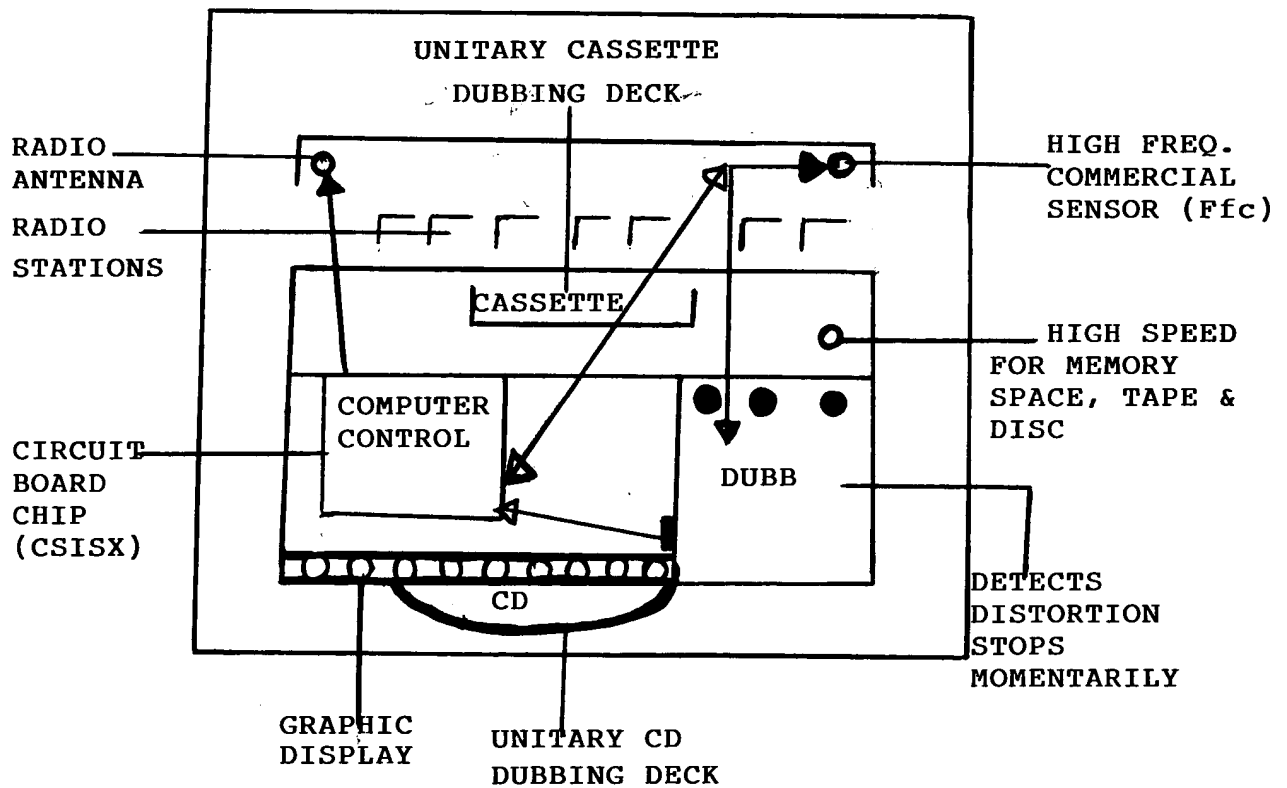 UNITARY CASSETTE
DUBBING DECK
RADIO
ANTENNA
HIGH FREQ.
COMMERCIAL
SENSOR (Ffc)
RADIO
STATIONS
CASSETTE
HIGH SPEED
FOR MEMORY
SPACE, TAPE &
DISC
COMPUTER
CONTROL
CIRCUIT
BOARD
CHIP
(CSISX)
DUBB
CD
DETECTS
DISTORTION
STOPS
MOMENTARILY
GRAPHIC
DISPLAY
UNITARY CD
DUBBING DECK